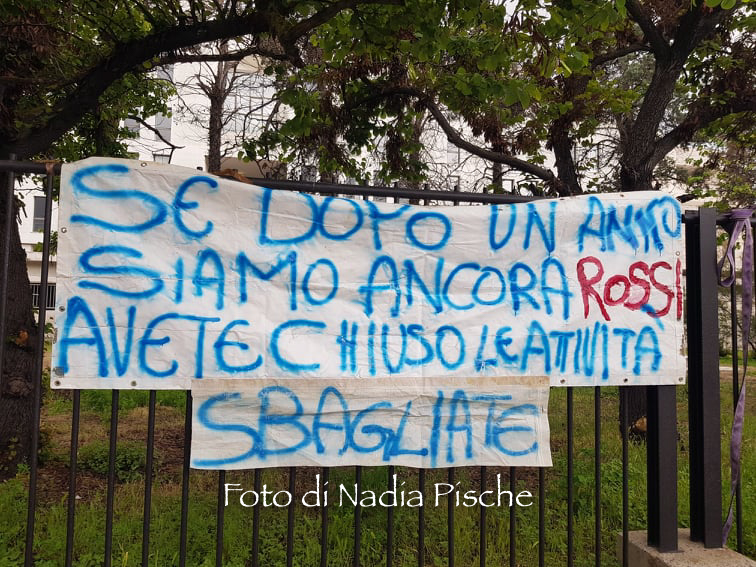 SE DOPO UN ANNO
SIAMO ANCORA ROSSI
AVETE CHIUSO LE ATTIVITÀ
SBAGLIATE
Foto di Nadia Pische